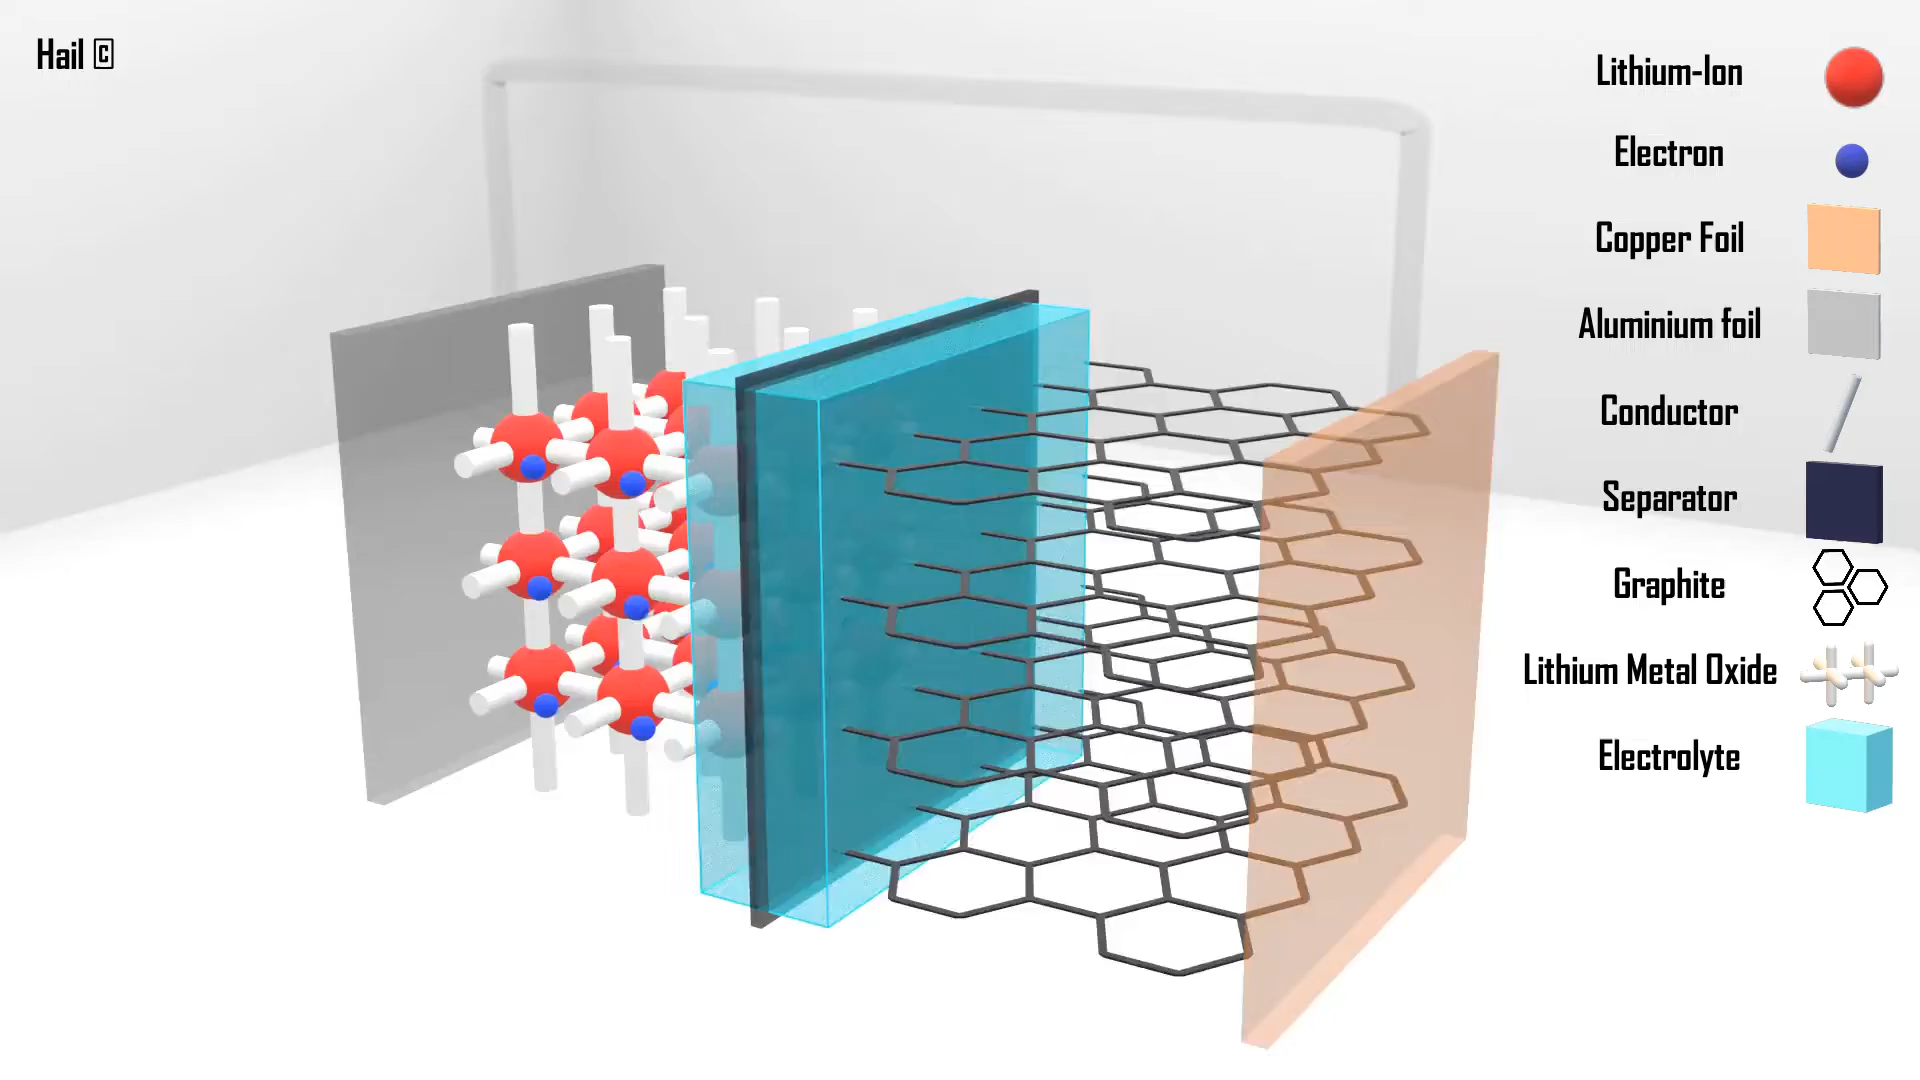 Hail ©
Lithium-Ion
Electron
Copper Foil
Aluminium foil
Conductor
Separator
Graphite
Lithium Metal Oxide
Electrolyte